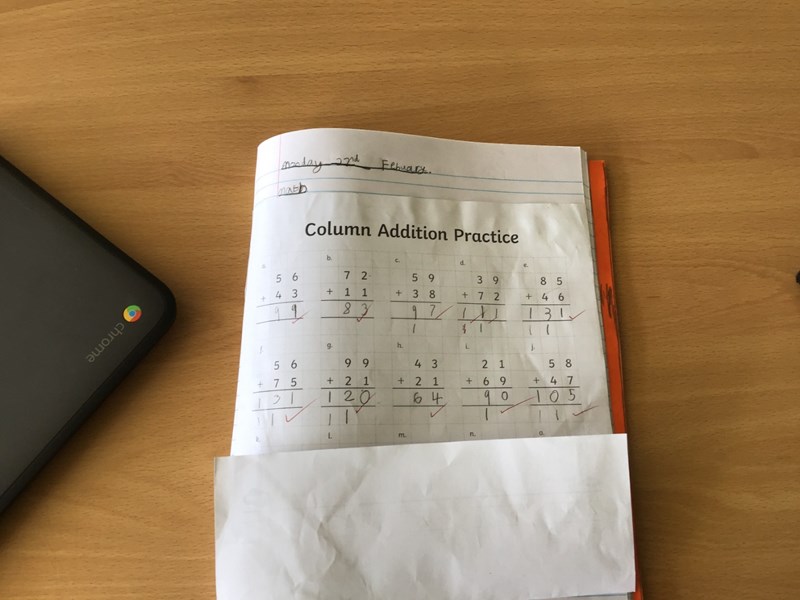 Monday 22nd Febuary.
math
Column Addition Practice
a. b. c. d. e.
5 6 7 2 5 9 3 9 8 5
+ 4 3 + 1 1 + 3 8 + 7 2 + 4 6
9 9 8 3 9 7 1 1 1 1 3 1
1 1 1 1 1
f. g. h. i. j.
5 6 9 9 4 3 2 1 5 8
+ 7 5 + 2 1 + 2 1 + 6 9 + 4 7
1 3 1 1 2 0 6 4 9 0 1 0 5
1 1 1 1 1 1 1
k. l. m. n. o.
chrome